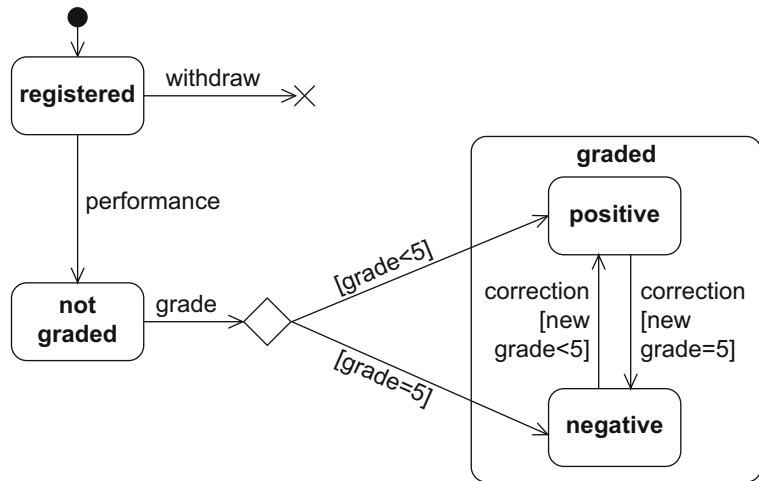 registered
withdraw
performance
not
graded
grade
[grade<5]
[grade=5]
graded
positive
correction
[new
grade<5]
correction
[new
grade=5]
negative